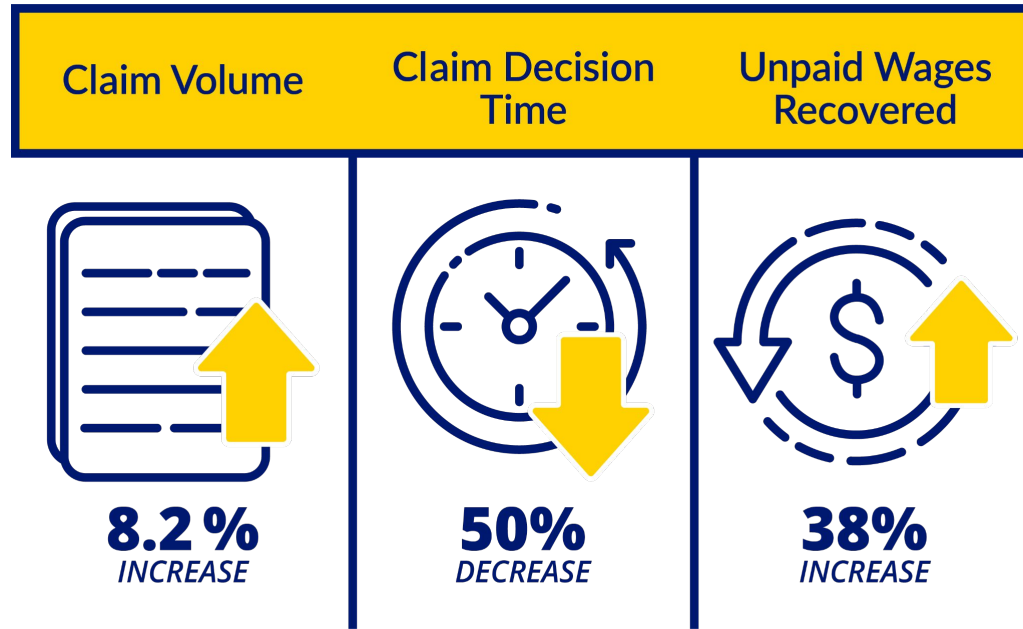 Claim Volume
Claim Decision
Time
Unpaid Wages
Recovered
$
8.2 %
INCREASE
50%
DECREASE
38%
INCREASE